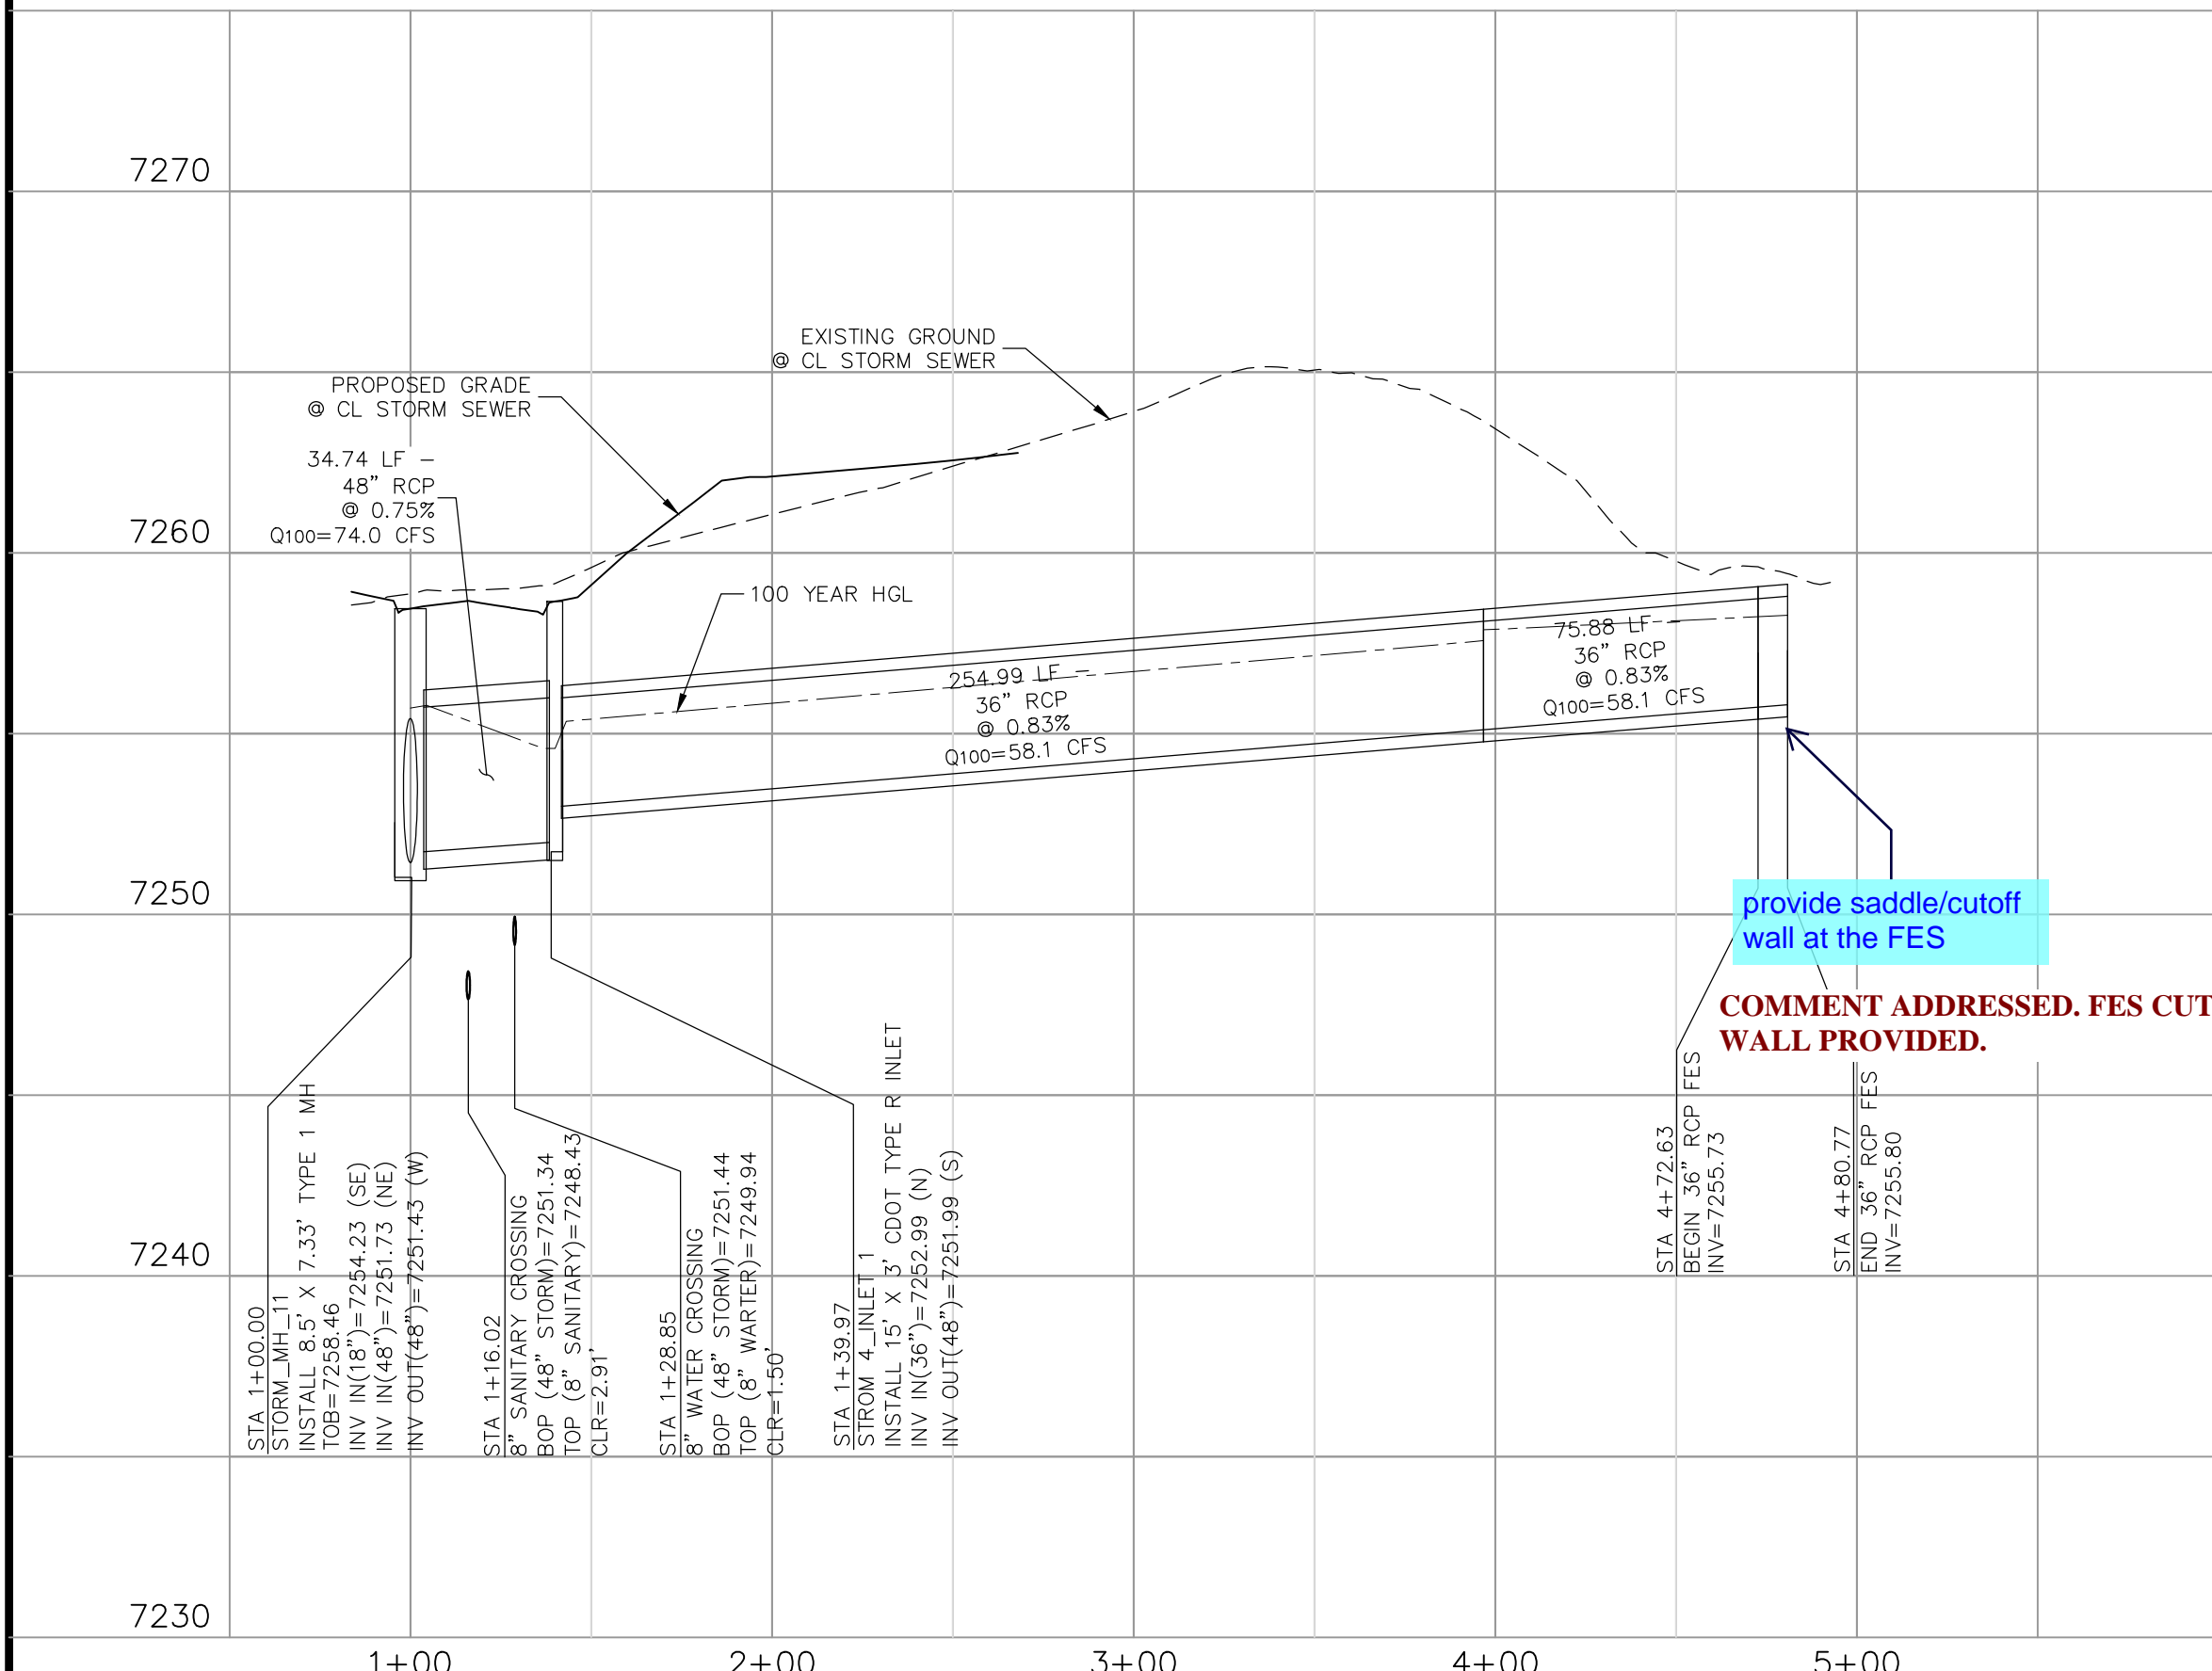 7270
EXISTING GROUND
@ CL STORM SEWER
PROPOSED GRADE
@ CL STORM SEWER
34.74 LF –
48" RCP
@ 0.75%
Q100=74.0 CFS
7260
100 YEAR HGL
254.99 LF –
36" RCP
@ 0.83%
Q100=58.1 CFS
75.88 LF –
36" RCP
@ 0.83%
Q100=58.1 CFS
7250
provide saddle/cutoff
wall at the FES
COMMENT ADDRESSED. FES CUT
WALL PROVIDED.
STA 1+00.00
STORM_MH_11
INSTALL 8.5' X 7.33' TYPE 1 MH
TOB=7258.46
INV IN(18")=7254.23 (SE)
INV IN(48")=7251.73 (NE)
INV OUT(48")=7251.43 (W)
STA 1+16.02
8" SANITARY CROSSING
BOP (48" STORM)=7251.34
TOP (8" SANITARY)=7248.43
CLR=2.91'
STA 1+28.85
8" WATER CROSSING
BOP (48" STORM)=7251.44
TOP (8" WARTER)=7249.94
CLR=1.50'
STA 1+39.97
STROM 4_INLET 1
INSTALL 15' X 3' CDOT TYPE R INLET
INV IN(36")=7252.99 (N)
INV OUT(48")=7251.99 (S)
STA 4+72.63
BEGIN 36" RCP FES
INV=7255.73
STA 4+80.77
END 36" RCP FES
INV=7255.80
7240
7230
1+00
2+00
3+00
4+00
5+00